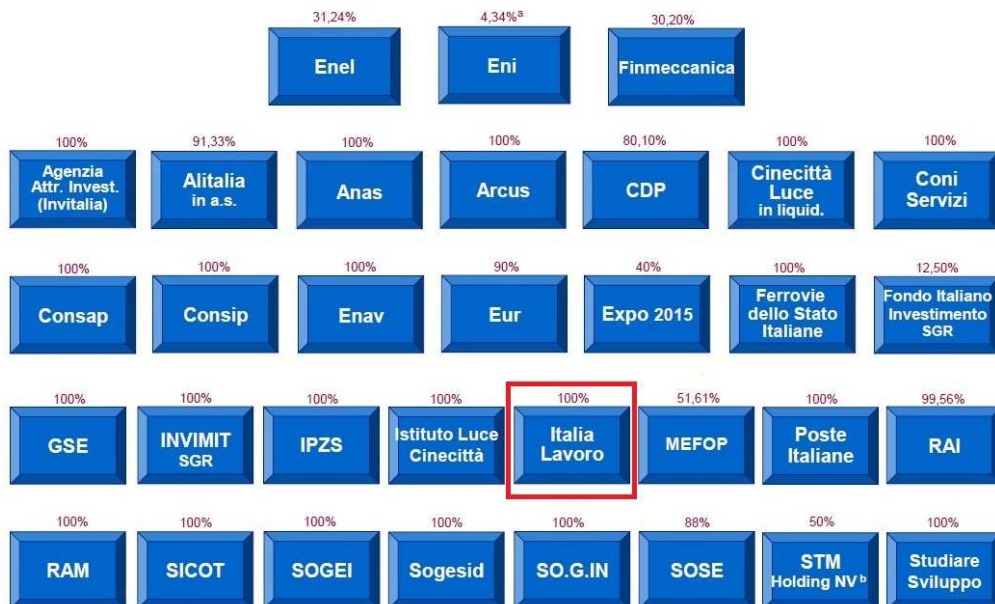 31,24%
4,34%ª
30,20%
Enel
Eni
Finmeccanica
100%
91,33%
100%
100%
80,10%
100%
100%
Agenzia
Attr. Invest.
(Invitalia)
Alitalia
in a.s.
Anas
Arcus
CDP
Cinecittà
Luce
in liquid.
Coni
Servizi
100%
100%
100%
90%
40%
100%
12,50%
Consap
Consip
Enav
Eur
Expo 2015
Ferrovie
dello Stato
Italiane
Fondo Italiano
Investimento
SGR
100%
100%
100%
100%
100%
51,61%
100%
99,56%
GSE
INVIMIT
SGR
IPZS
Istituto Luce
Cinecittà
Italia
Lavoro
MEFOP
Poste
Italiane
RAI
100%
100%
100%
100%
100%
88%
50%
100%
RAM
SICOT
SOGEI
Sogesid
SO.G.IN
SOSE
STM
Holding NV ᵇ
Studiare
Sviluppo